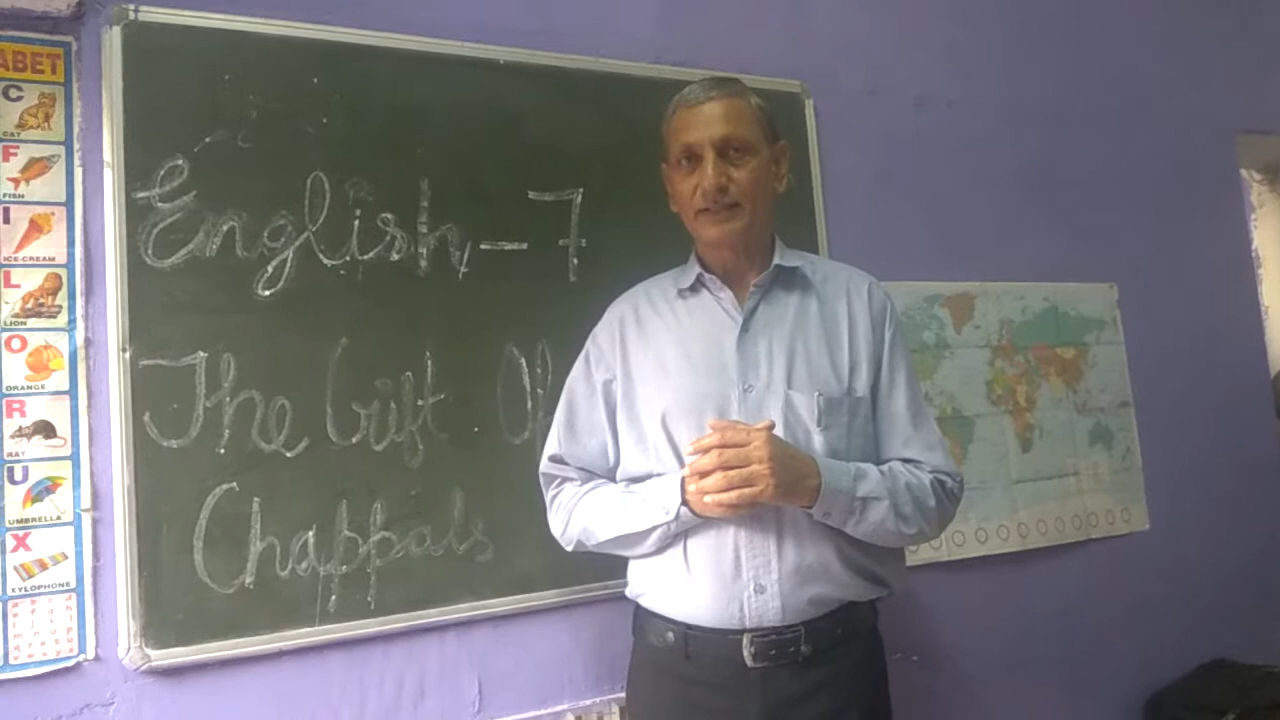 ABET
C
CAT
F
FISH
I
ICE-CREAM
L
LION
O
ORANGE
R
RAT
U
UMBRELLA
X
XYLOPHONE
English-7
The Gift Of
Chappals